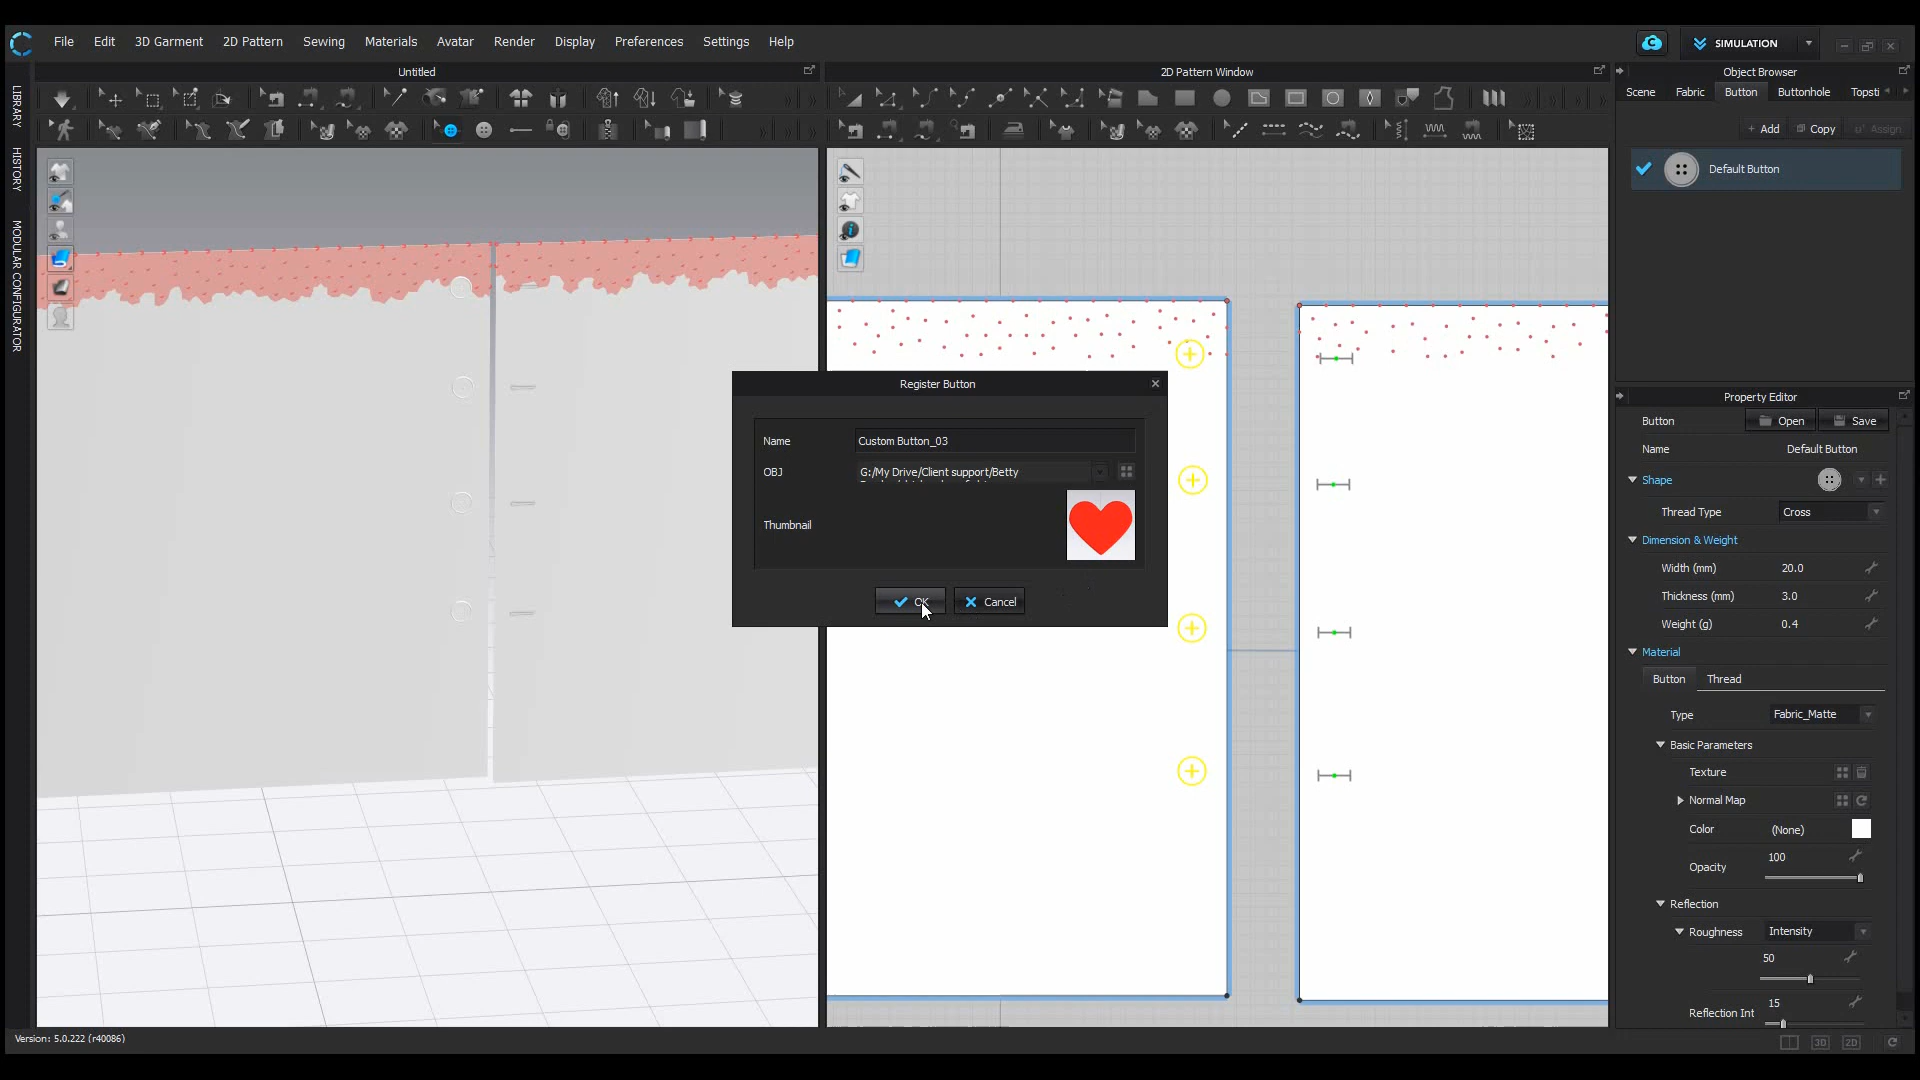 File Edit 3D Garment 2D Pattern Sewing Materials Avatar Render Display Preferences Settings Help
SIMULATION
Untitled
2D Pattern Window
Object Browser
LIBRARY
HISTORY
MODULAR CONFIGURATOR
Scene Fabric Button Buttonhole Topsti
+ Add Copy Assign
Default Button
Register Button
Name Custom Button_03
OBJ G:/My Drive/Client support/Betty
Thumbnail
OK Cancel
Property Editor
Button Open Save
Name Default Button
Shape
Thread Type Cross
Dimension & Weight
Width (mm) 20.0
Thickness (mm) 3.0
Weight (g) 0.4
Material
Button Thread
Type Fabric_Matte
Basic Parameters
Texture
Normal Map
Color (None)
Opacity 100
Reflection
Roughness Intensity
50
Reflection Int 15
Version: 5.0.222 (r40086)
3D 2D